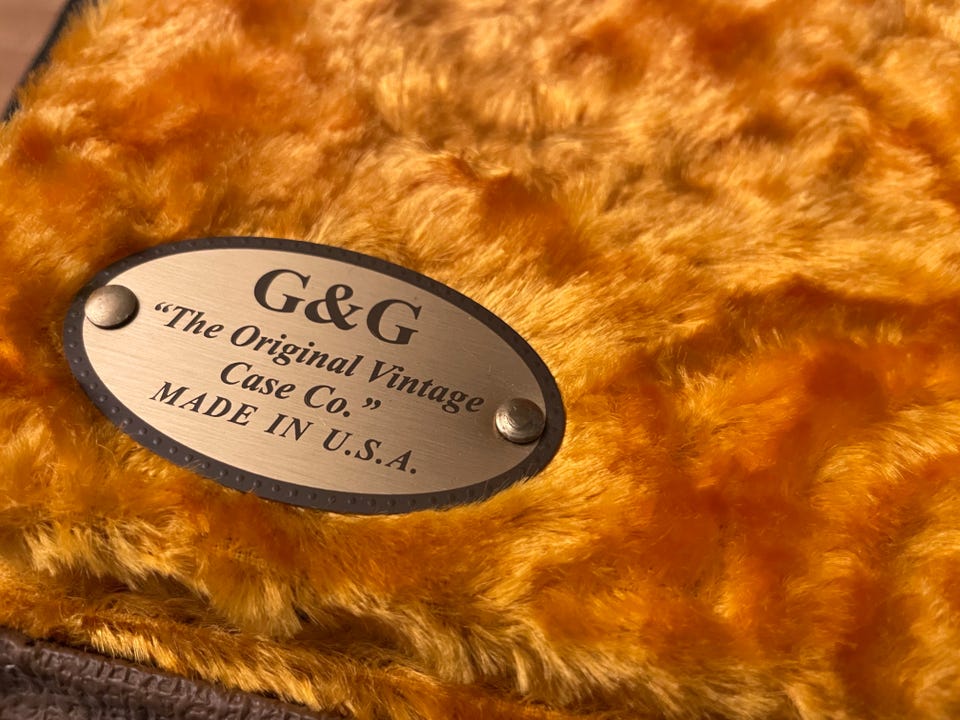 G&G
“The Original Vintage
Case Co.”
MADE IN U.S.A.